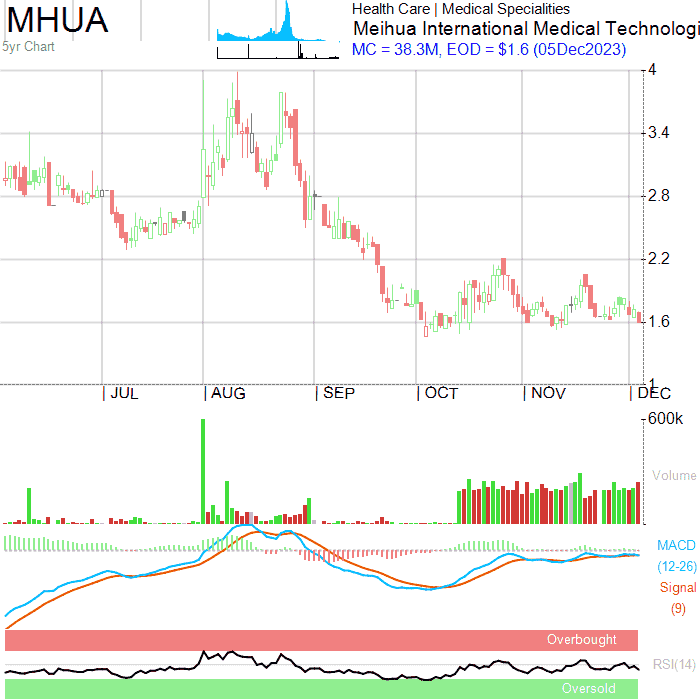 MHUA
5yr Chart
Health Care | Medical Specialities
Meihua International Medical Technologi
MC = 38.3M, EOD = $1.6 (05Dec2023)
4
3.4
2.8
2.2
1.6
1
| JUL | AUG | SEP | OCT | NOV | DEC
600k
Volume
MACD
(12-26)
Signal
(9)
Overbought
RSI(14)
Oversold